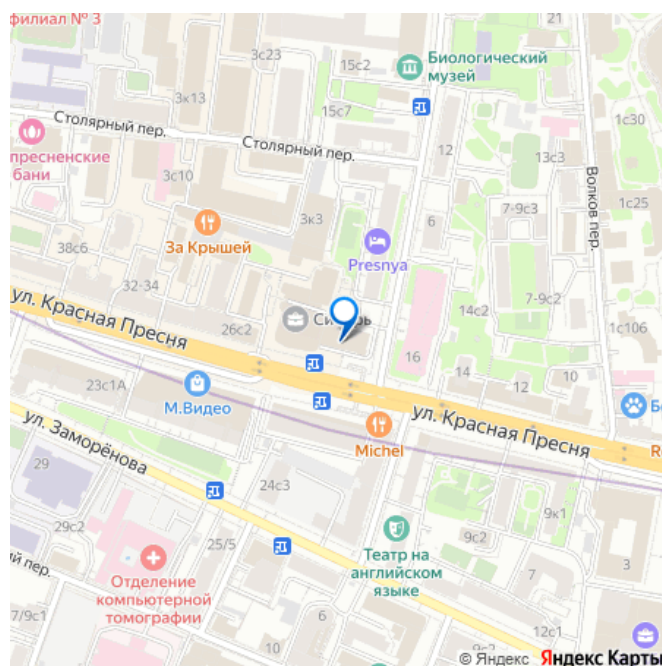 филиал № 3
3с23
15с2
Биологический
музей
3к13
15с7
Столярный пер.
Столярный пер.
12
1с30
пресненские
бани
3с10
13с3
Волков пер.
3к3
6
7-9с3
1с25
За Крышей
Presnya
38с6
32-34
14с2
7-9с2
ул. Красная Пресня
26с2
1с106
16
14
12
10
23с1А
М.Видео
ул. Красная Пресня
Michel
ул. Заморёнова
29
24с3
9к1
29с2
25/5
9с2
3
Театр на
английском
языке
7
Отделение
компьютерной
томографии
7/9с1
6
10
12с1
© Яндекс Яндекс Карты